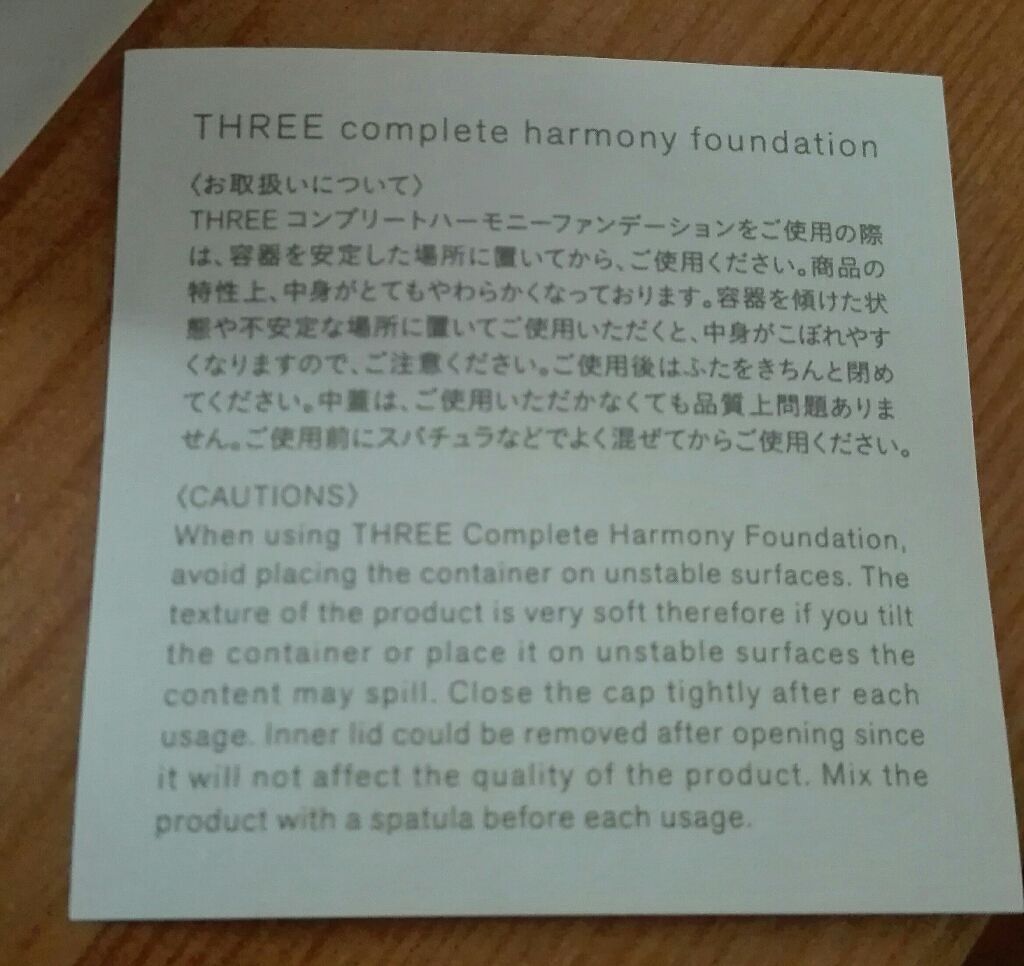 THREE complete harmony foundation
〈お取扱いについて〉
THREE コンプリートハーモニーファンデーションをご使用の際
は、容器を安定した場所に置いてから、ご使用ください。商品の
特性上、中身がとてもやわらかくなっております。容器を傾けた状
態や不安定な場所に置いてご使用いただくと、中身がこぼれやす
くなりますので、ご注意ください。ご使用後はふたをきちんと閉め
てください。中蓋は、ご使用いただかなくても品質上問題ありま
せん。ご使用前にスパチュラなどでよく混ぜてからご使用ください。
〈CAUTIONS〉
When using THREE Complete Harmony Foundation,
avoid placing the container on unstable surfaces. The
texture of the product is very soft therefore if you tilt
the container or place it on unstable surfaces the
content may spill. Close the cap tightly after each
usage. Inner lid could be removed after opening since
it will not affect the quality of the product. Mix the
product with a spatula before each usage.